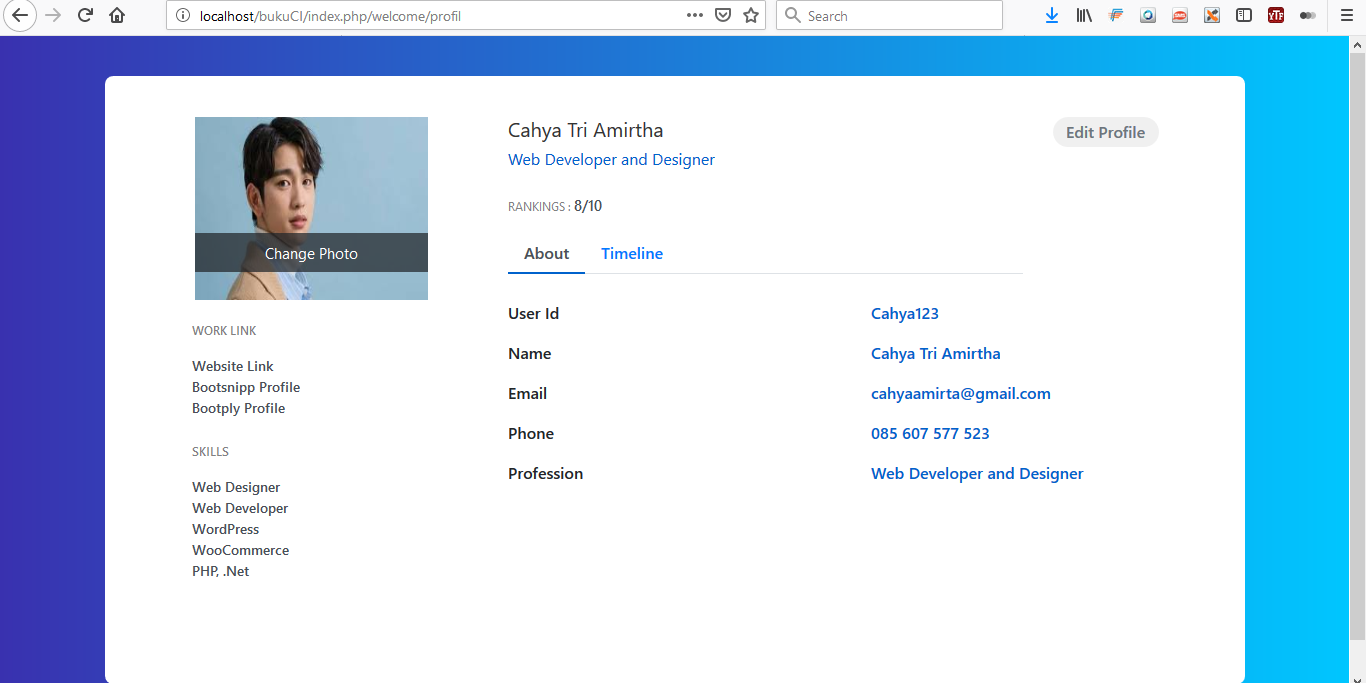 localhost/bukuCI/index.php/welcome/profil
Search
YTF
Change Photo
WORK LINK
Website Link
Bootsnipp Profile
Bootply Profile
SKILLS
Web Designer
Web Developer
WordPress
WooCommerce
PHP, .Net
Cahya Tri Amirtha
Edit Profile
Web Developer and Designer
RANKINGS : 8/10
About Timeline
User Id Cahya123
Name Cahya Tri Amirtha
Email cahyaamirta@gmail.com
Phone 085 607 577 523
Profession Web Developer and Designer